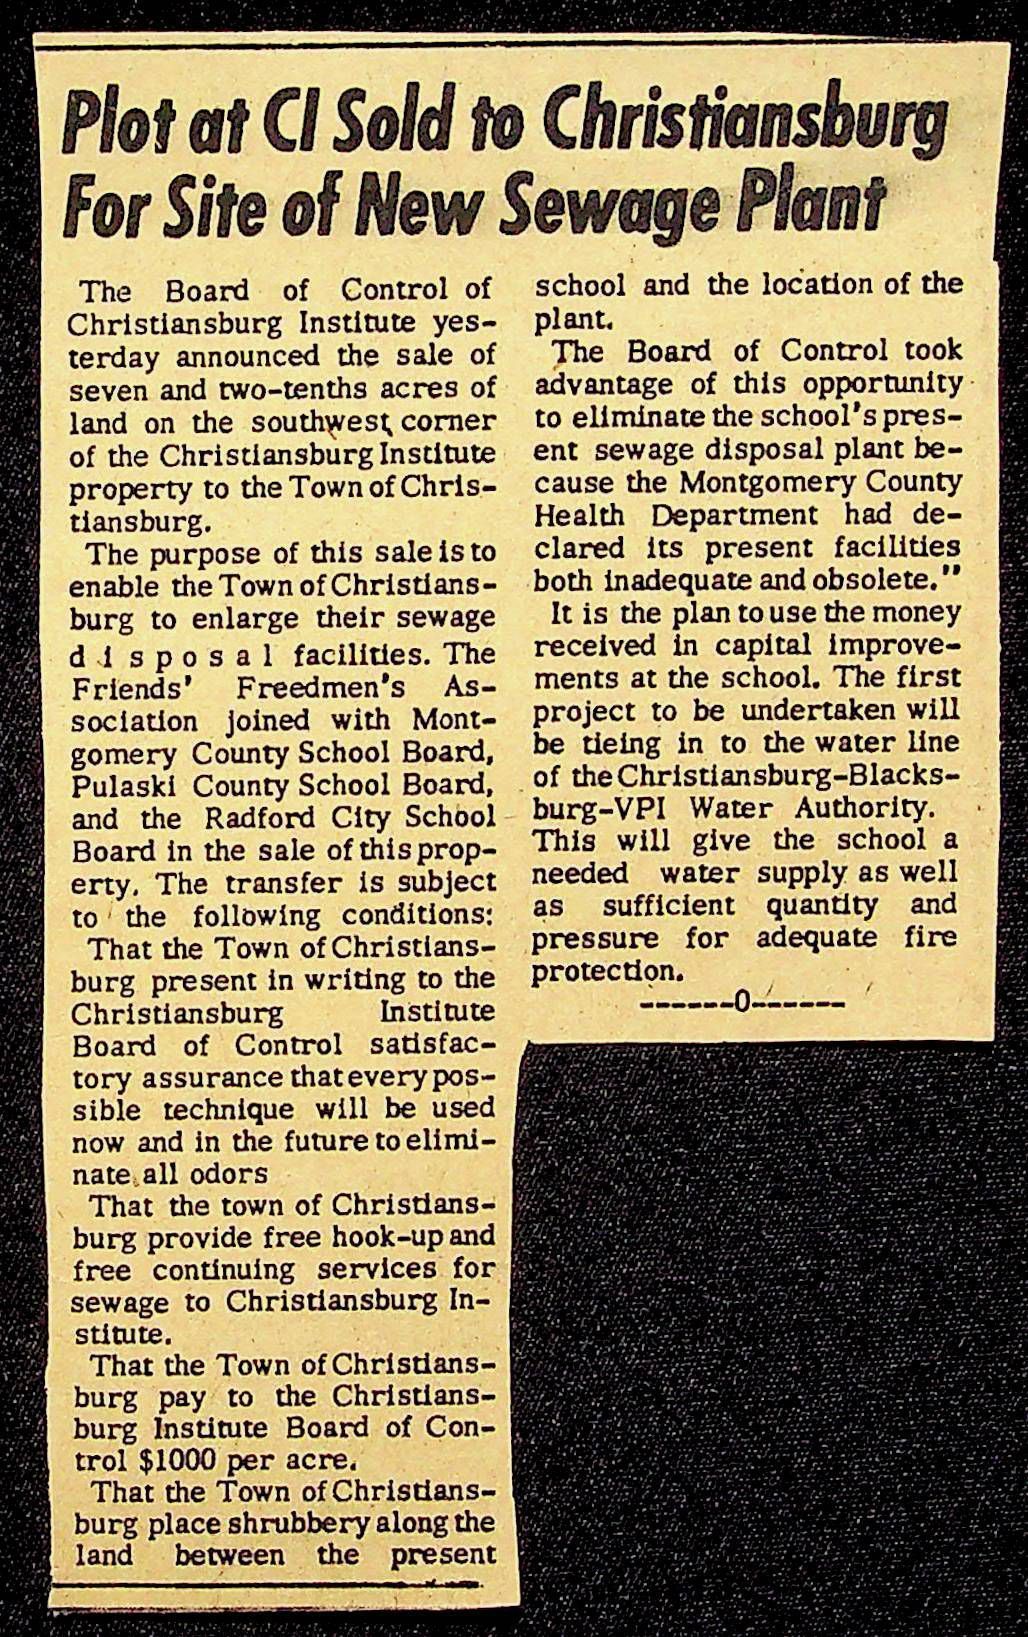 Plot at CI Sold to Christiansburg
For Site of New Sewage Plant
The Board of Control of
Christiansburg Institute yes-
terday announced the sale of
seven and two-tenths acres of
land on the southwest corner
of the Christiansburg Institute
property to the Town of Chris-
tiansburg.
The purpose of this sale is to
enable the Town of Christians-
burg to enlarge their sewage
disposal facilities. The
Friends' Freedmen's As-
sociation joined with Mont-
gomery County School Board,
Pulaski County School Board,
and the Radford City School
Board in the sale of this prop-
erty. The transfer is subject
to the following conditions:
That the Town of Christians-
burg present in writing to the
Christiansburg Institute
Board of Control satisfac-
tory assurance that every pos-
sible technique will be used
now and in the future to elimi-
nate all odors
That the town of Christians-
burg provide free hook-up and
free continuing services for
sewage to Christiansburg In-
stitute.
That the Town of Christians-
burg pay to the Christians-
burg Institute Board of Con-
trol $1000 per acre.
That the Town of Christians-
burg place shrubbery along the
land between the present
school and the location of the
plant.
The Board of Control took
advantage of this opportunity
to eliminate the school's pres-
ent sewage disposal plant be-
cause the Montgomery County
Health Department had de-
clared its present facilities
both inadequate and obsolete."
It is the plan to use the money
received in capital improve-
ments at the school. The first
project to be undertaken will
be tieing in to the water line
of the Christiansburg-Blacks-
burg-VPI Water Authority.
This will give the school a
needed water supply as well
as sufficient quantity and
pressure for adequate fire
protection.
------0------